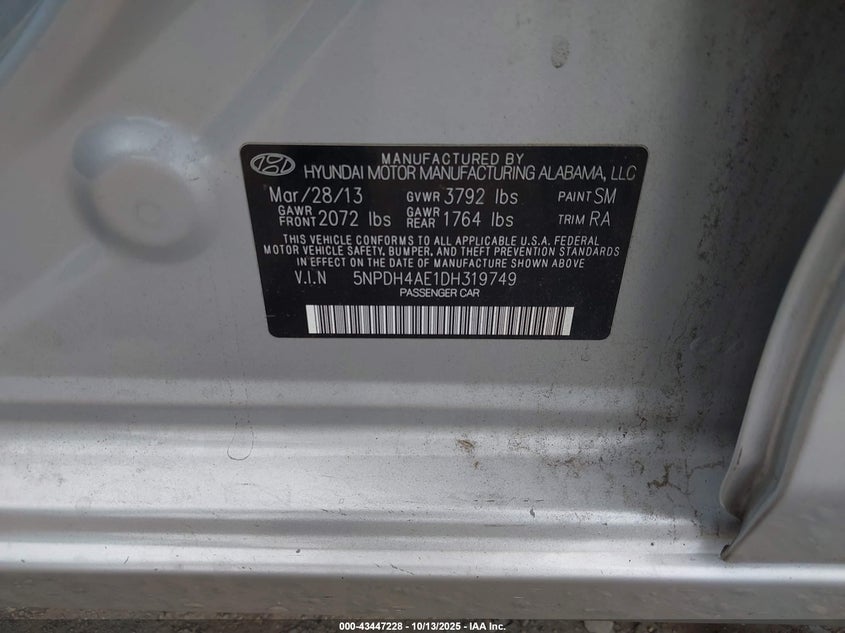 MANUFACTURED BY
HYUNDAI MOTOR MANUFACTURING ALABAMA, LLC
Mar/28/13 GVWR 3792 lbs PAINT SM
GAWR FRONT 2072 lbs GAWR REAR 1764 lbs TRIM RA
THIS VEHICLE CONFORMS TO ALL APPLICABLE U.S.A. FEDERAL
MOTOR VEHICLE SAFETY, BUMPER, AND THEFT PREVENTION STANDARDS
IN EFFECT ON THE DATE OF MANUFACTURE SHOWN ABOVE
V.I.N 5NPDH4AE1DH319749
PASSENGER CAR
000-43447228 - 10/13/2025 - IAA Inc.